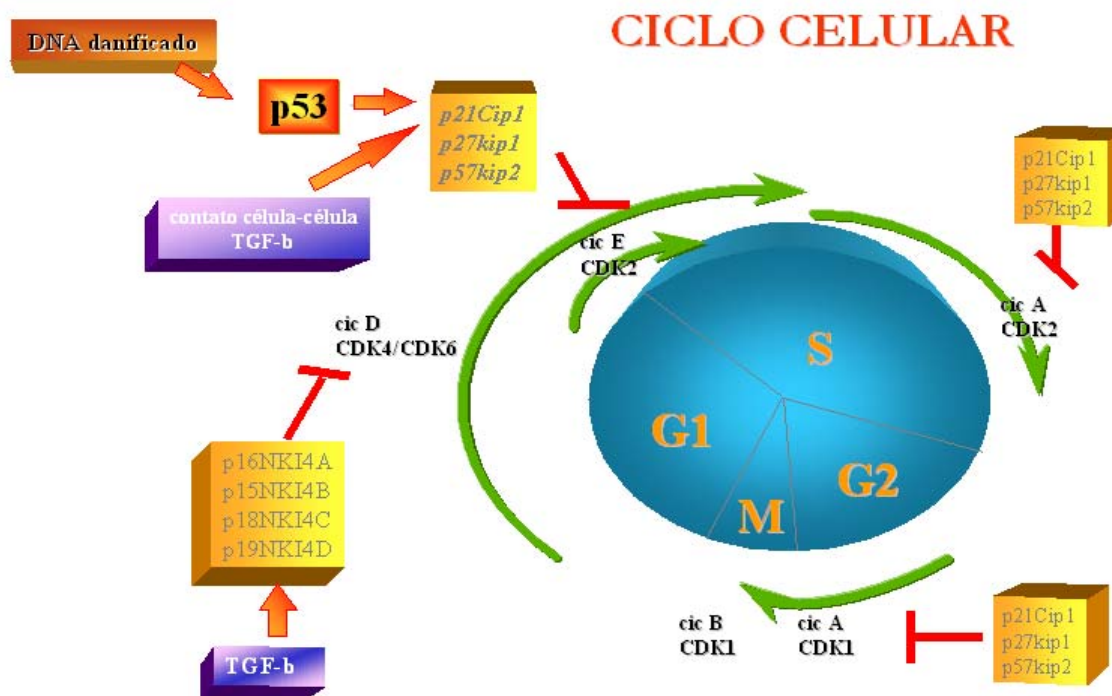 CICLO CELULAR
DNA danificado
p53
p21Cip1
p27kip1
p57kip2
contato célula-célula
TGF-b
p21Cip1
p27kip1
p57kip2
cic E
CDK2
cic A
CDK2
cic D
CDK4/CDK6
S
G1
G2
M
p16NKI4A
p15NKI4B
p18NKI4C
p19NKI4D
TGF-b
cic B
CDK1
cic A
CDK1
p21Cip1
p27kip1
p57kip2